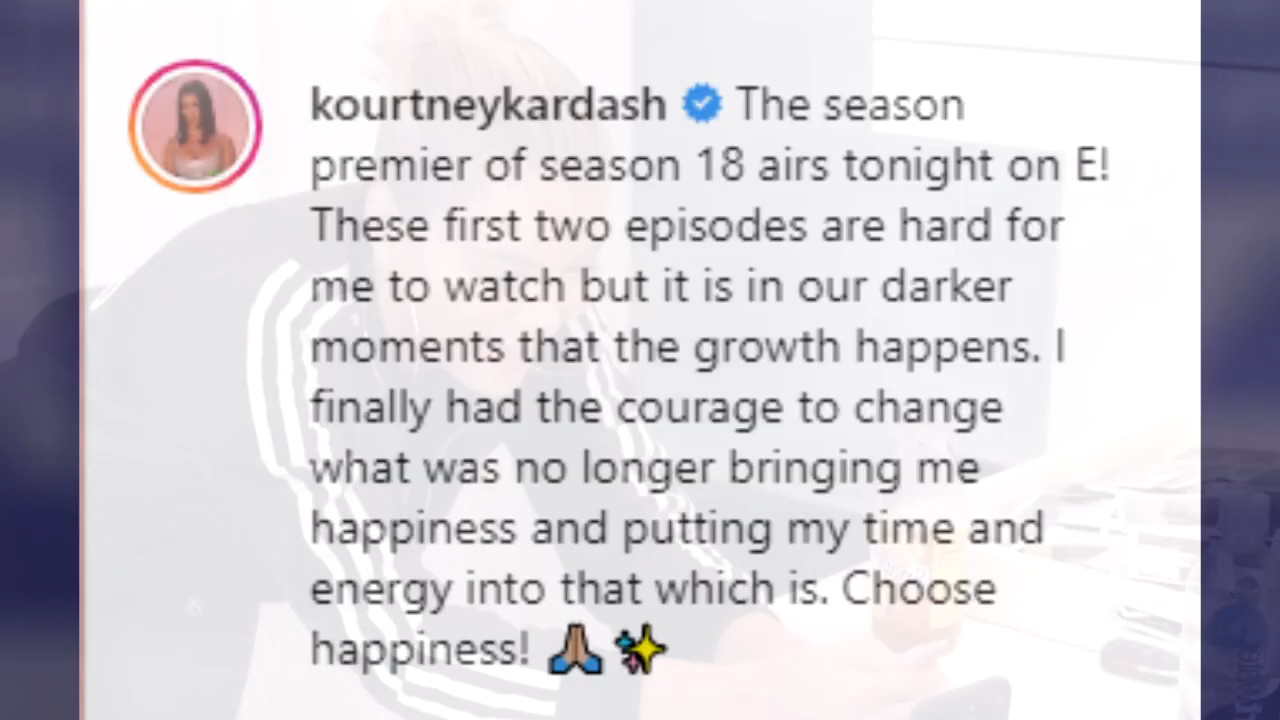 kourtneykardash The season
premier of season 18 airs tonight on E!
These first two episodes are hard for
me to watch but it is in our darker
moments that the growth happens. I
finally had the courage to change
what was no longer bringing me
happiness and putting my time and
energy into that which is. Choose
happiness! 🙏🏽✨